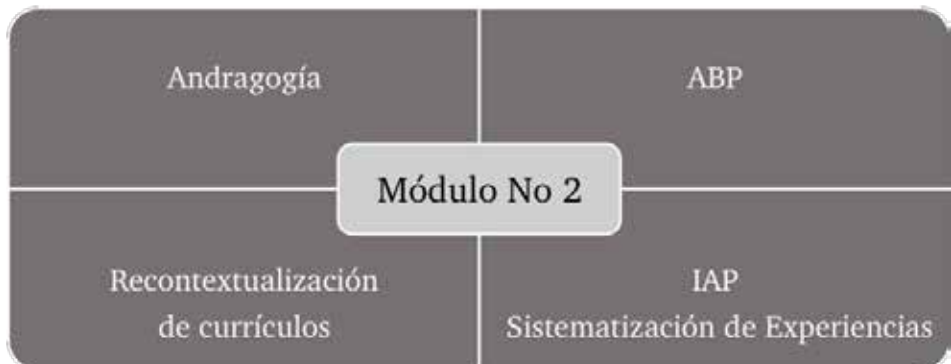 Andragogía
ABP
Módulo No 2
Recontextualización
de currículos
IAP
Sistematización de Experiencias